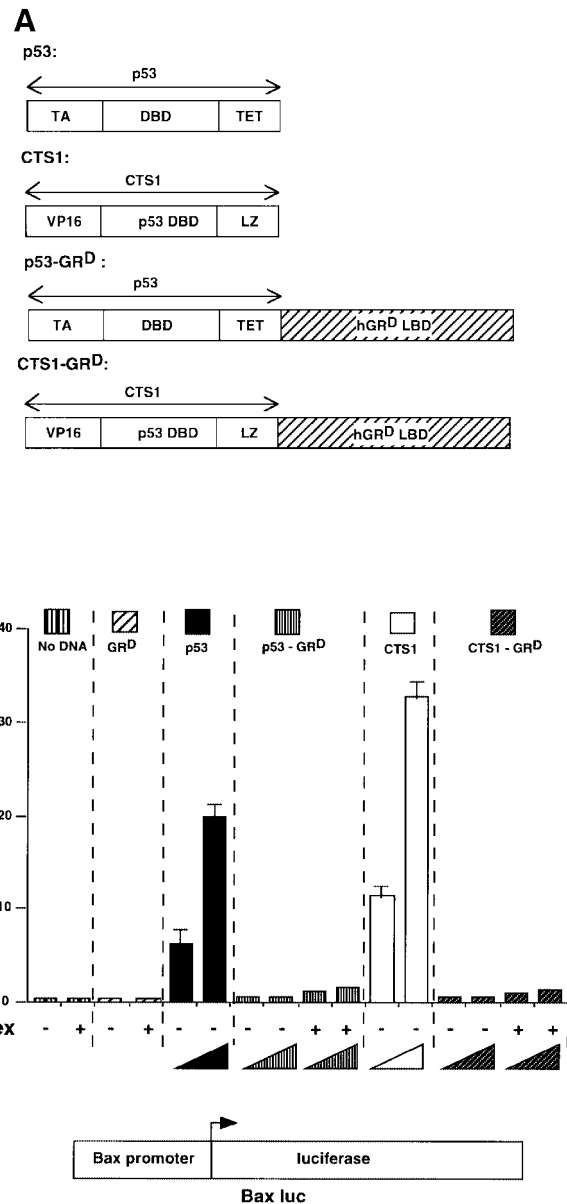 A
p53:
p53
TA DBD TET
CTS1:
CTS1
VP16 p53 DBD LZ
p53-GRD :
p53
TA DBD TET hGRD LBD
CTS1-GRD:
CTS1
VP16 p53 DBD LZ hGRD LBD
No DNA GRD p53 p53 - GRD CTS1 CTS1 - GRD
40
30
20
10
0
ex - + - + - - - - + + - - - - + +
Bax promoter luciferase
Bax luc